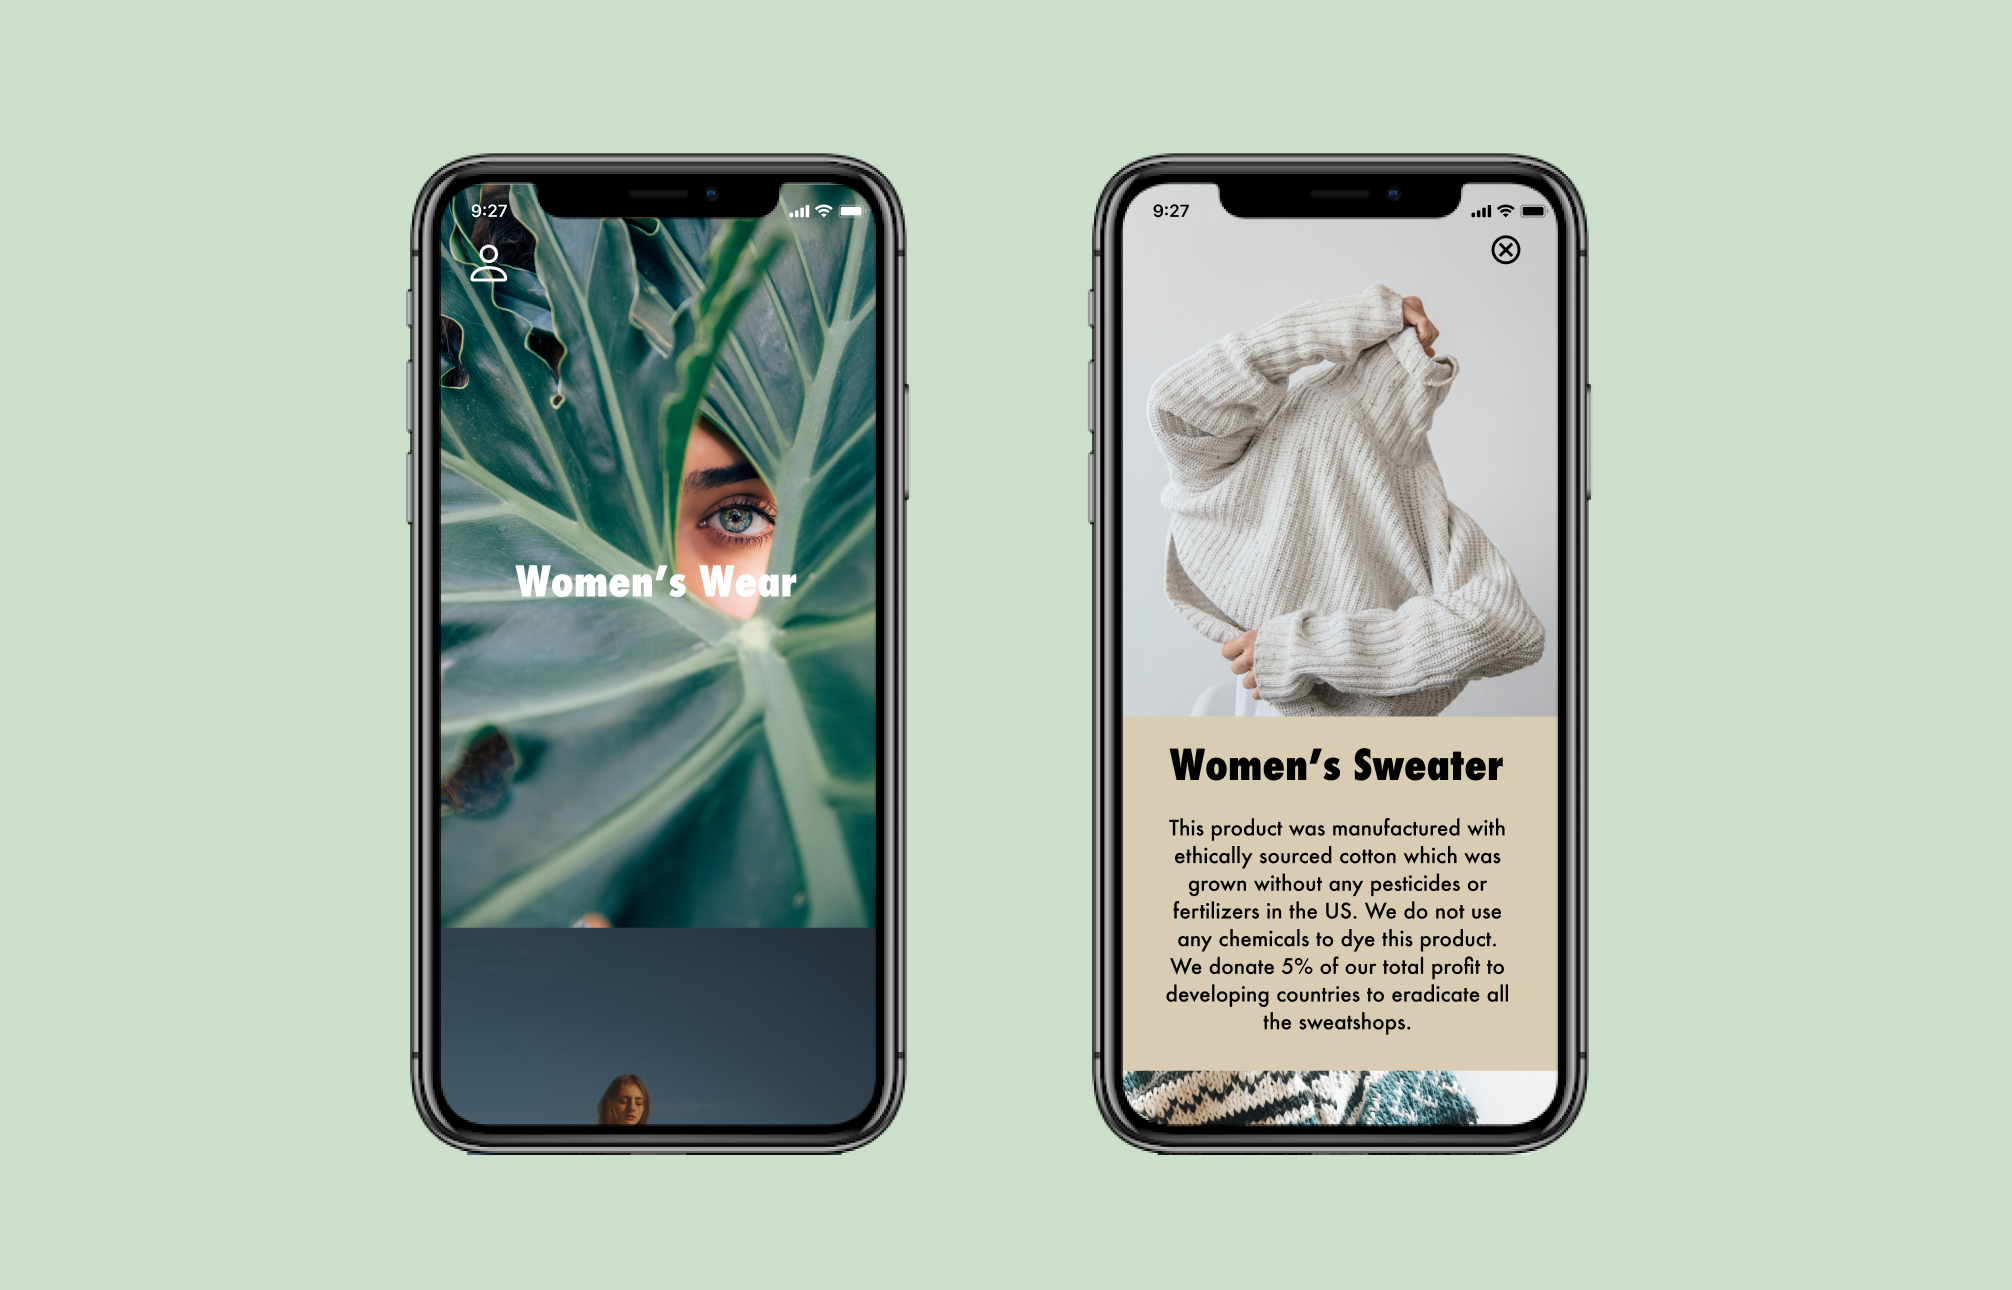 9:27
Women’s Wear
9:27
Women’s Sweater
This product was manufactured with
ethically sourced cotton which was
grown without any pesticides or
fertilizers in the US. We do not use
any chemicals to dye this product.
We donate 5% of our total profit to
developing countries to eradicate all
the sweatshops.